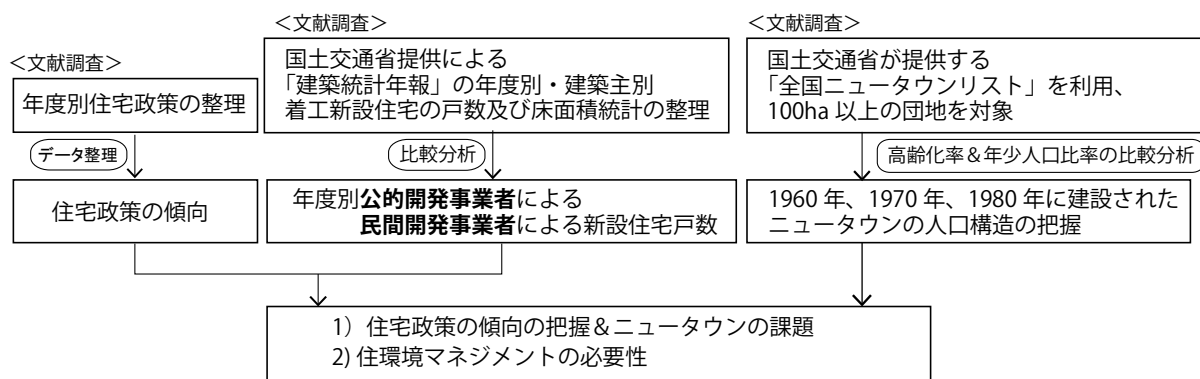 ＜文献調査＞
年度別住宅政策の整理
データ整理
住宅政策の傾向
＜文献調査＞
国土交通省提供による
「建築統計年報」の年度別・建築主別
着工新設住宅の戸数及び床面積統計の整理
比較分析
年度別公的開発事業者による
民間開発事業者による新設住宅戸数
＜文献調査＞
国土交通省が提供する
「全国ニュータウンリスト」を利用、
100ha 以上の団地を対象
高齢化率＆年少人口比率の比較分析
1960 年、1970 年、1980 年に建設された
ニュータウンの人口構造の把握
1）住宅政策の傾向の把握＆ニュータウンの課題
2) 住環境マネジメントの必要性